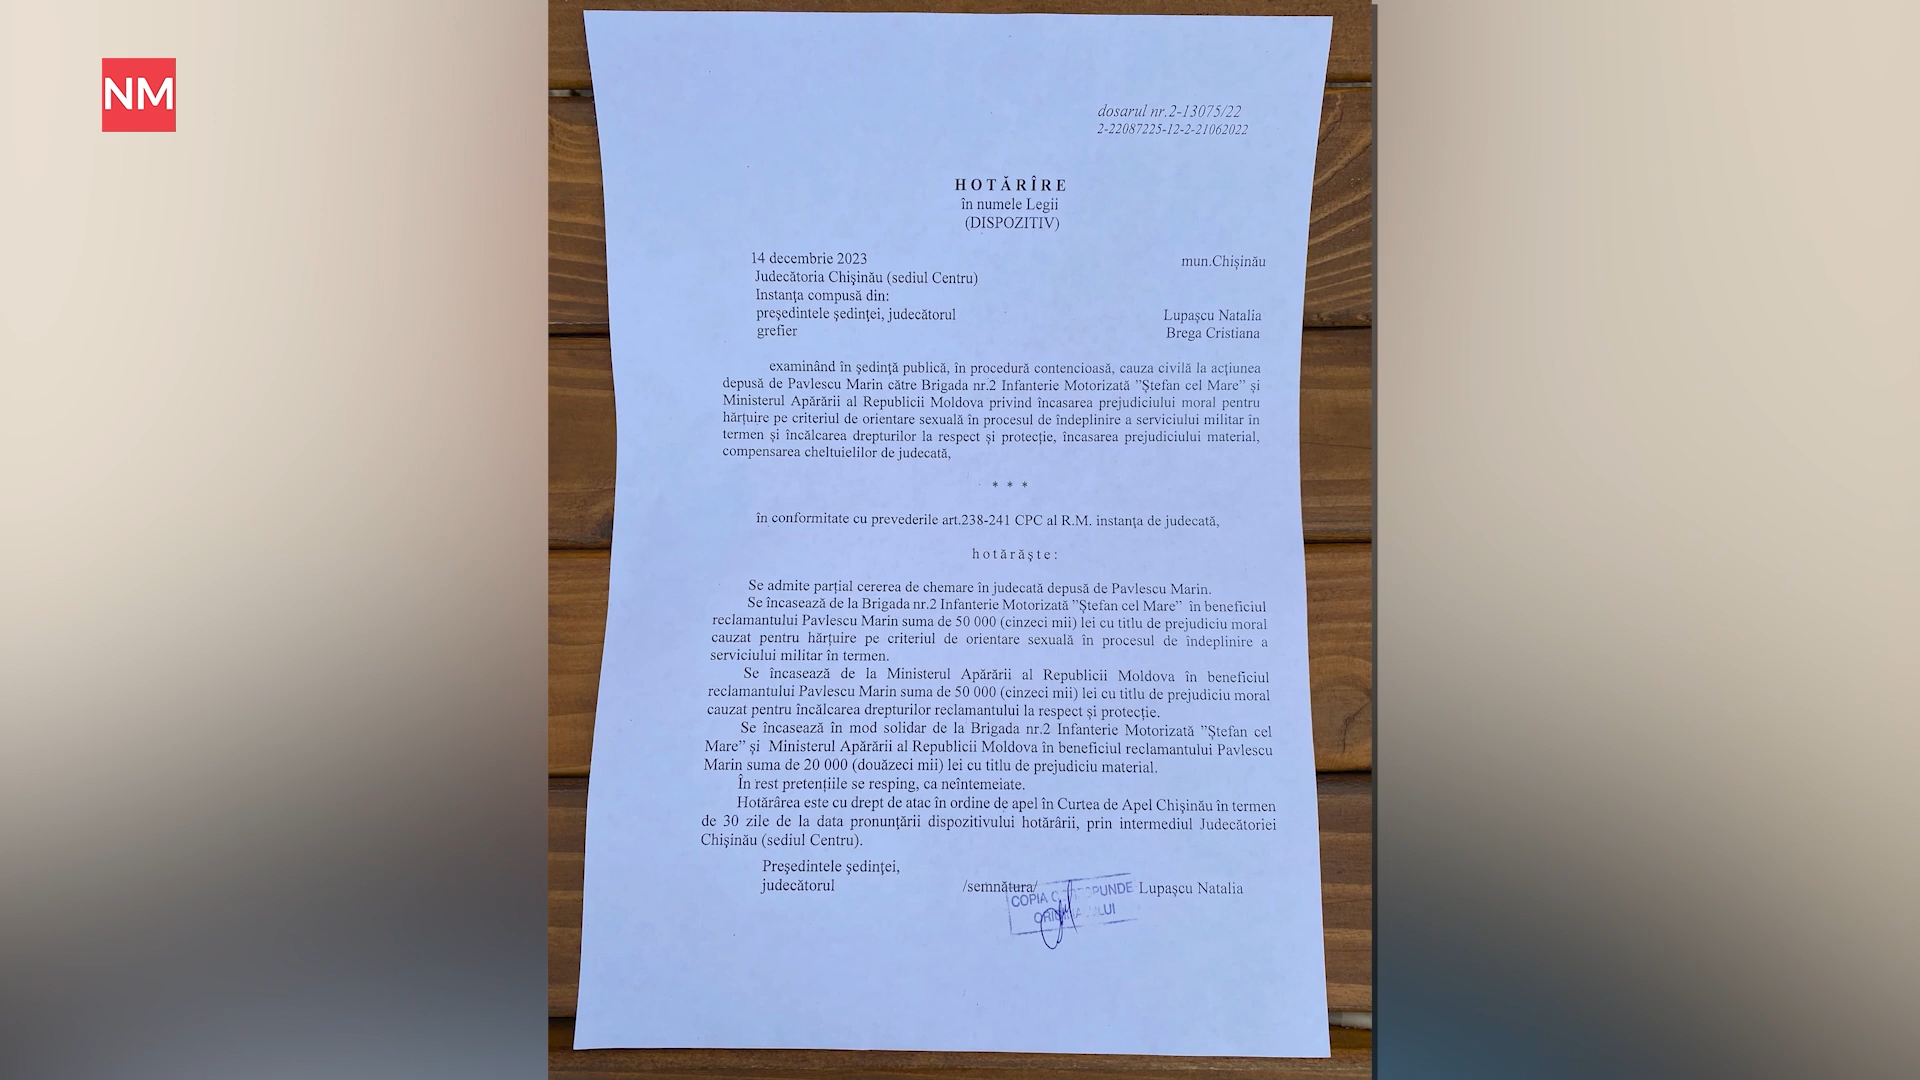 NM
dosarul nr.2-13075/22
2-22087225-12-2-21062022
HOTĂRÎRE
în numele Legii
(DISPOZITIV)
14 decembrie 2023
mun.Chișinău
Judecătoria Chişinău (sediul Centru)
Instanţa compusă din:
preşedintele şedinţei, judecătorul Lupaşcu Natalia
grefier Brega Cristiana
examinând în şedinţă publică, în procedură contencioasă, cauza civilă la acțiunea
depusă de Pavlescu Marin către Brigada nr.2 Infanterie Motorizată ”Ștefan cel Mare” și
Ministerul Apărării al Republicii Moldova privind încasarea prejudiciului moral pentru
hărțuire pe criteriul de orientare sexuală în procesul de îndeplinire a serviciului militar în
termen și încălcarea drepturilor la respect și protecție, încasarea prejudiciului material,
compensarea cheltuielilor de judecată,
* * *
în conformitate cu prevederile art.238-241 CPC al R.M. instanţa de judecată,
hotărăşte:
Se admite parțial cererea de chemare în judecată depusă de Pavlescu Marin.
Se încasează de la Brigada nr.2 Infanterie Motorizată ”Ștefan cel Mare” în beneficiul
reclamantului Pavlescu Marin suma de 50 000 (cinzeci mii) lei cu titlu de prejudiciu moral
cauzat pentru hărțuire pe criteriul de orientare sexuală în procesul de îndeplinire a
serviciului militar în termen.
Se încasează de la Ministerul Apărării al Republicii Moldova în beneficiul
reclamantului Pavlescu Marin suma de 50 000 (cinzeci mii) lei cu titlu de prejudiciu moral
cauzat pentru încălcarea drepturilor reclamantului la respect și protecție.
Se încasează în mod solidar de la Brigada nr.2 Infanterie Motorizată ”Ștefan cel
Mare” și Ministerul Apărării al Republicii Moldova în beneficiul reclamantului Pavlescu
Marin suma de 20 000 (douăzeci mii) lei cu titlu de prejudiciu material.
În rest pretențiile se resping, ca neîntemeiate.
Hotărârea este cu drept de atac în ordine de apel în Curtea de Apel Chișinău în termen
de 30 zile de la data pronunțării dispozitivului hotărârii, prin intermediul Judecătoriei
Chișinău (sediul Centru).
Preşedintele şedinţei,
judecătorul /semnătura/ Lupaşcu Natalia
COPIA CORESPUNDE
ORIGINALULUI